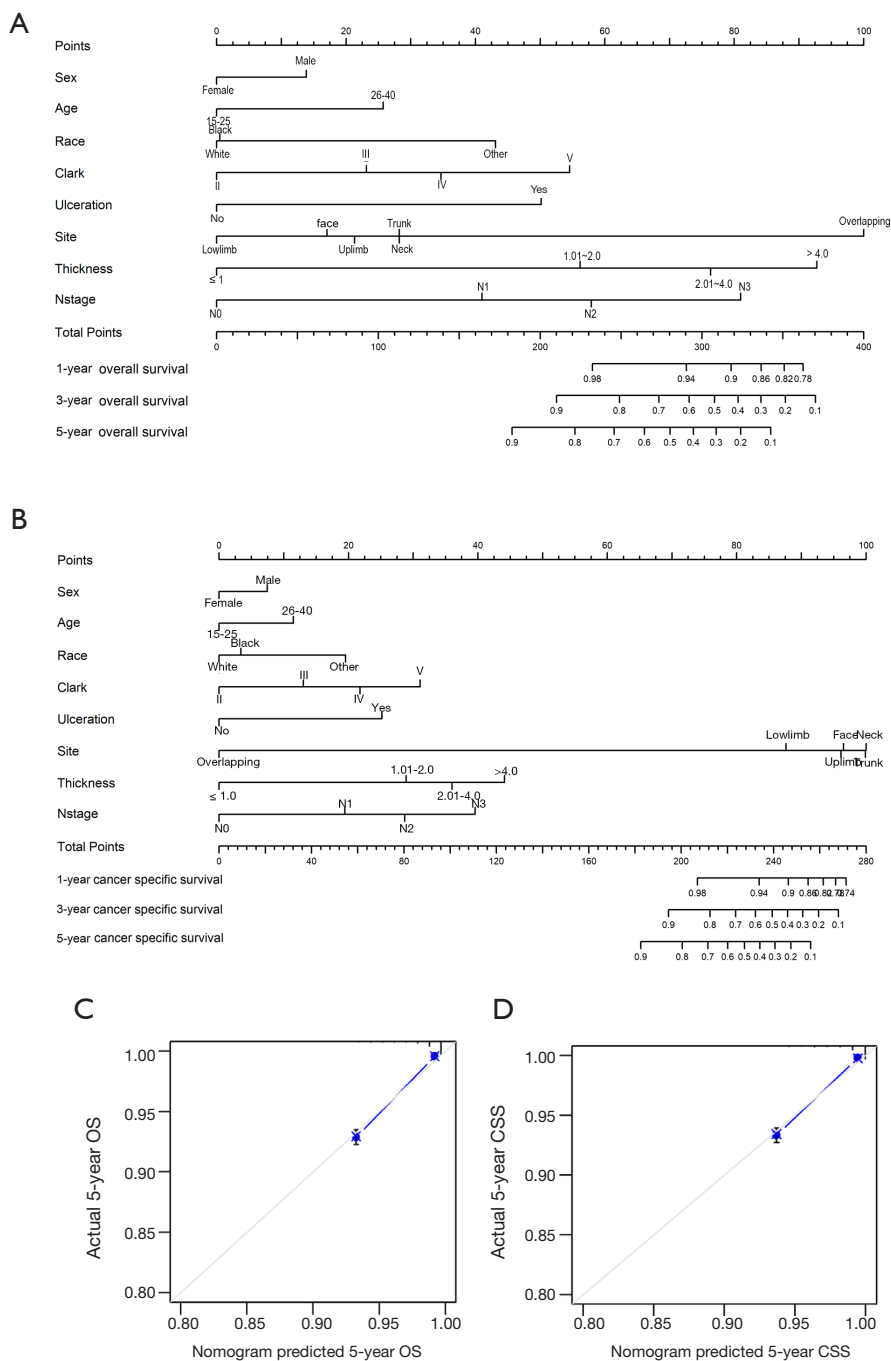 A
0 20 40 60 80 100
Points
Male
Sex
Female
26-40
Age
15-25
Black
Race
White Other
III V
Clark
II IV
Yes
Ulceration
No
face Trunk Overlapping
Site
Lowlimb Uplimb Neck
1.01~2.0 > 4.0
Thickness
≤ 1 2.01~4.0
N1 N3
Nstage
N0 N2
Total Points
0 100 200 300 400
1-year overall survival
0.98 0.94 0.9 0.86 0.82 0.78
3-year overall survival
0.9 0.8 0.7 0.6 0.5 0.4 0.3 0.2 0.1
5-year overall survival
0.9 0.8 0.7 0.6 0.5 0.4 0.3 0.2 0.1
B
0 20 40 60 80 100
Points
Male
Sex
Female
26-40
Age
15-25
Black
Race
White Other
III V
Clark
II IV
Yes
Ulceration
No
Lowlimb Face Neck
Site
Overlapping Uplimb Trunk
1.01-2.0 >4.0
Thickness
≤ 1.0 2.01-4.0
N1 N3
Nstage
N0 N2
Total Points
0 40 80 120 160 200 240 280
1-year cancer specific survival
0.98 0.94 0.9 0.86 0.82 0.78 0.74
3-year cancer specific survival
0.9 0.8 0.7 0.6 0.5 0.4 0.3 0.2 0.1
5-year cancer specific survival
0.9 0.8 0.7 0.6 0.5 0.4 0.3 0.2 0.1
C
Actual 5-year OS
1.00
0.95
0.90
0.85
0.80
0.80 0.85 0.90 0.95 1.00
Nomogram predicted 5-year OS
D
Actual 5-year CSS
1.00
0.95
0.90
0.85
0.80
0.80 0.85 0.90 0.95 1.00
Nomogram predicted 5-year CSS